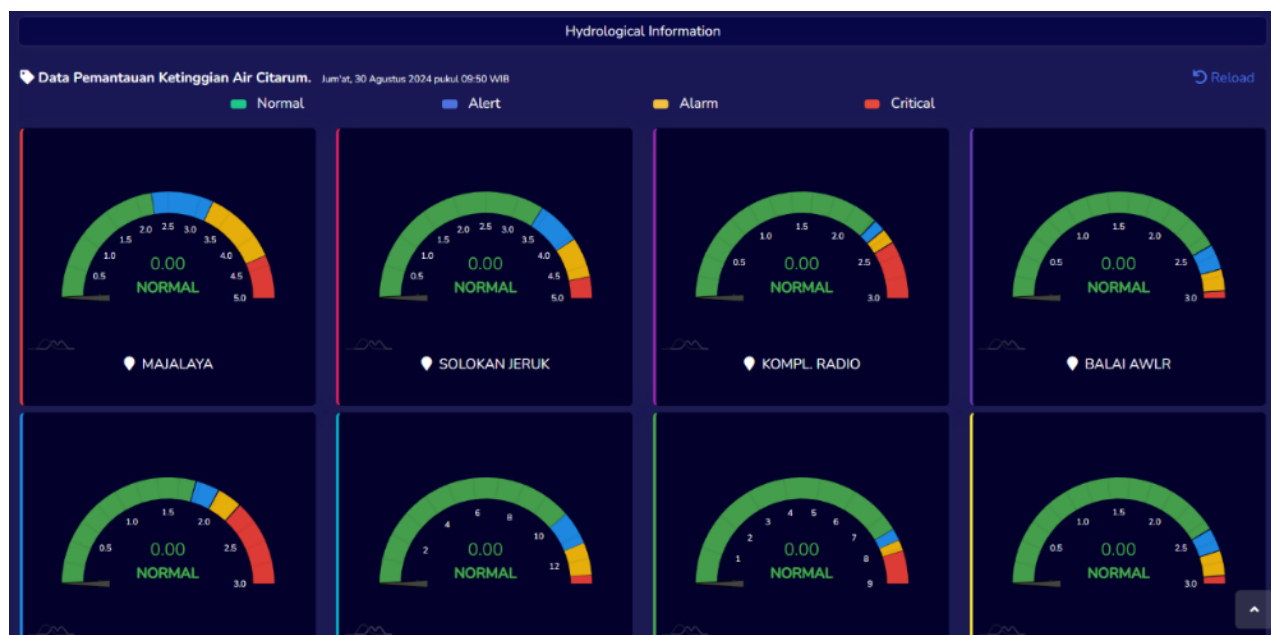 Hydrological Information
Data Pemantauan Ketinggian Air Citarum. Jum'at, 30 Agustus 2024 pukul 09:50 WIB
Reload
Normal Alert Alarm Critical
0.5 1.0 1.5 2.0 2.5 3.0 3.5 4.0 4.5 5.0
0.00
NORMAL
MAJALAYA
0.5 1.0 1.5 2.0 2.5 3.0 3.5 4.0 4.5 5.0
0.00
NORMAL
SOLOKAN JERUK
0.5 1.0 1.5 2.0 2.5 3.0
0.00
NORMAL
KOMPL. RADIO
0.5 1.0 1.5 2.0 2.5 3.0
0.00
NORMAL
BALAI AWLR
0.5 1.0 1.5 2.0 2.5 3.0
0.00
NORMAL
2 4 6 8 10 12
0.00
NORMAL
1 2 3 4 5 6 7 8 9
0.00
NORMAL
0.5 1.0 1.5 2.0 2.5 3.0
0.00
NORMAL